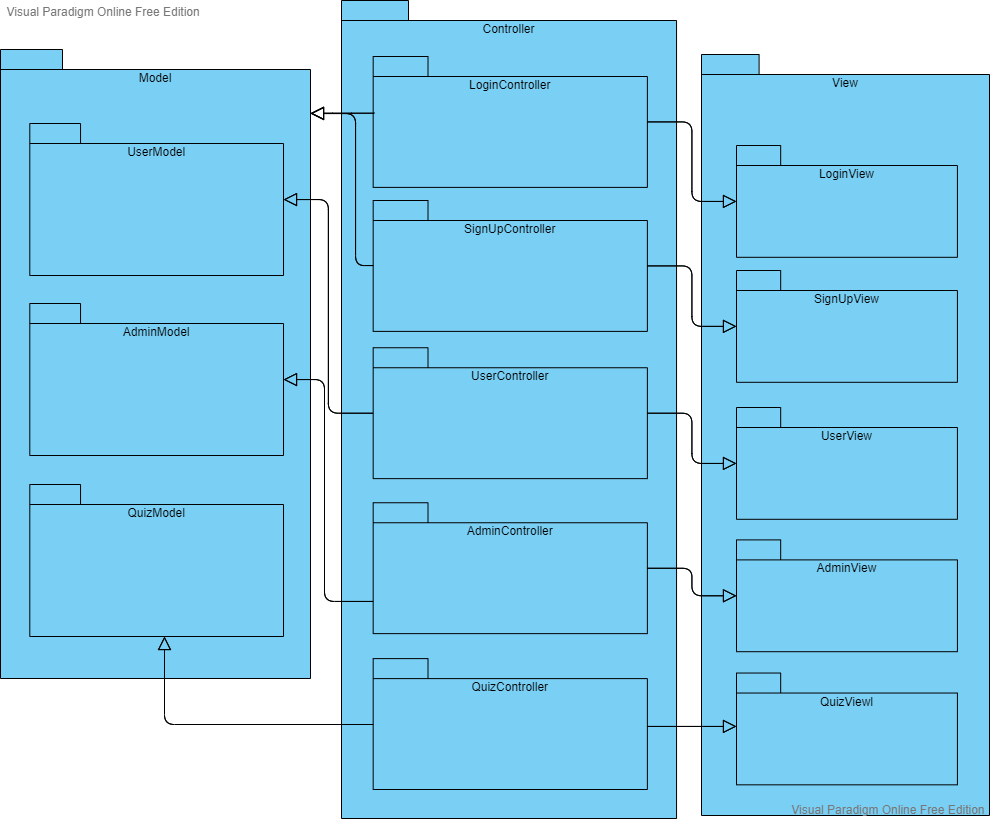 Visual Paradigm Online Free Edition
Model
UserModel
AdminModel
QuizModel
Controller
LoginController
SignUpController
UserController
AdminController
QuizController
View
LoginView
SignUpView
UserView
AdminView
QuizViewl
Visual Paradigm Online Free Edition